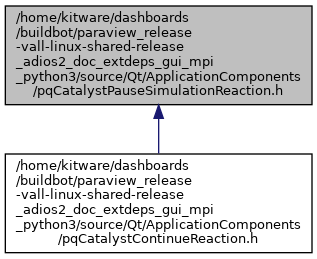 /home/kitware/dashboards
/buildbot/paraview_release
-vall-linux-shared-release
_adios2_doc_extdeps_gui_mpi
_python3/source/Qt/ApplicationComponents
/pqCatalystPauseSimulationReaction.h
/home/kitware/dashboards
/buildbot/paraview_release
-vall-linux-shared-release
_adios2_doc_extdeps_gui_mpi
_python3/source/Qt/ApplicationComponents
/pqCatalystContinueReaction.h